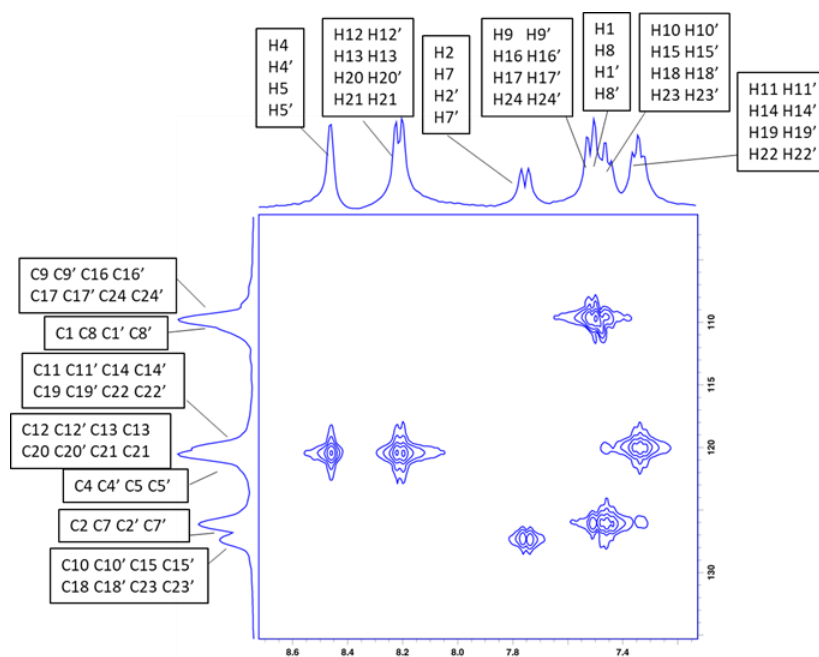 H4
H4’
H5
H5’
H12 H12’
H13 H13
H20 H20’
H21 H21
H2
H7
H2’
H7’
H9 H9’
H16 H16’
H17 H17’
H24 H24’
H1
H8
H1’
H8’
H10 H10’
H15 H15’
H18 H18’
H23 H23’
H11 H11’
H14 H14’
H19 H19’
H22 H22’
C9 C9’ C16 C16’
C17 C17’ C24 C24’
C1 C8 C1’ C8’
C11 C11’ C14 C14’
C19 C19’ C22 C22’
C12 C12’ C13 C13
C20 C20’ C21 C21
C4 C4’ C5 C5’
C2 C7 C2’ C7’
C10 C10’ C15 C15’
C18 C18’ C23 C23’
110
115
120
130
8.6 8.4 8.2 8.0 7.8 7.6 7.4